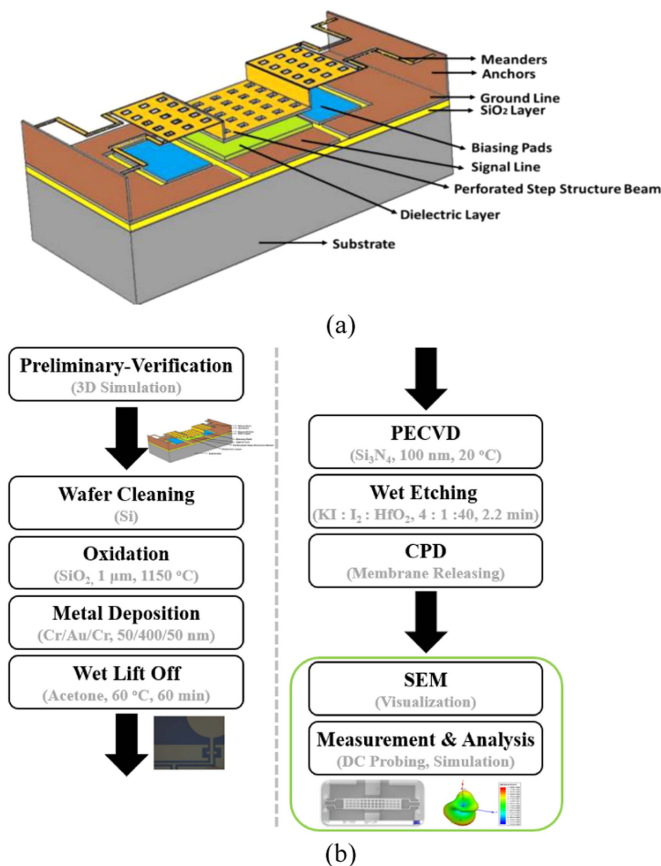 Meanders
Anchors
Ground Line
SiO₂ Layer
Biasing Pads
Signal Line
Perforated Step Structure Beam
Dielectric Layer
Substrate
(a)
Preliminary-Verification
(3D Simulation)
Wafer Cleaning
(Si)
Oxidation
(SiO₂, 1 μm, 1150 °C)
Metal Deposition
(Cr/Au/Cr, 50/400/50 nm)
Wet Lift Off
(Acetone, 60 °C, 60 min)
PECVD
(Si₃N₄, 100 nm, 20 °C)
Wet Etching
(KI : I₂ : HfO₂, 4 : 1 :40, 2.2 min)
CPD
(Membrane Releasing)
SEM
(Visualization)
Measurement & Analysis
(DC Probing, Simulation)
(b)